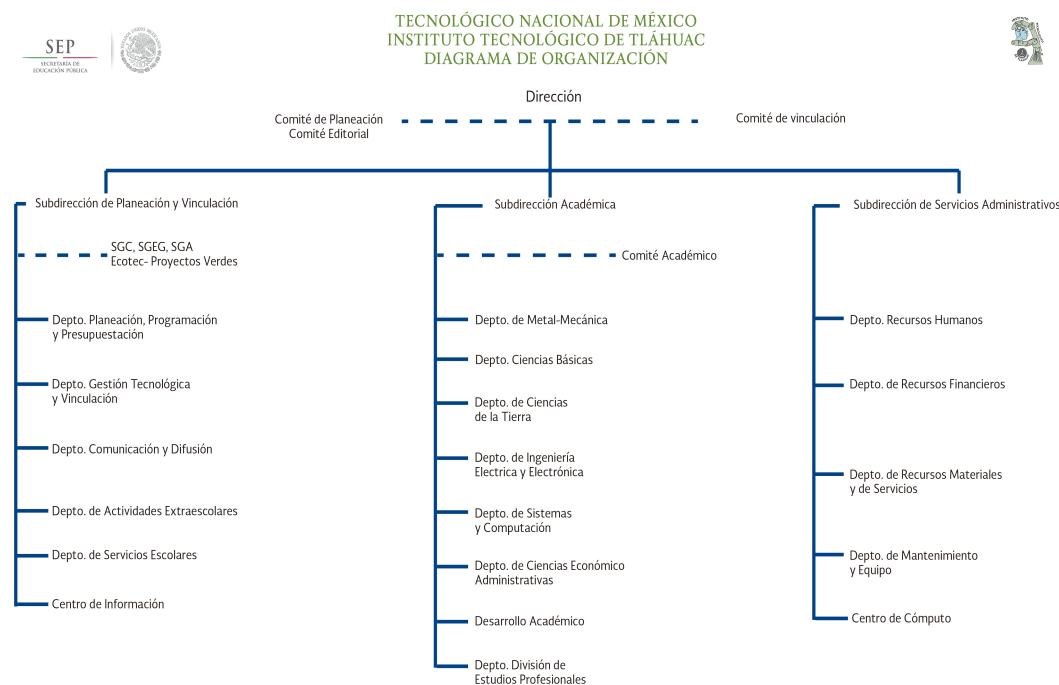 TECNOLÓGICO NACIONAL DE MÉXICO
INSTITUTO TECNOLÓGICO DE TLÁHUAC
DIAGRAMA DE ORGANIZACIÓN
SEP
SECRETARÍA DE
EDUCACIÓN PÚBLICA
Dirección
Comité de Planeación
Comité Editorial
Comité de vinculación
Subdirección de Planeación y Vinculación
SGC, SGEG, SGA
Ecotec- Proyectos Verdes
Depto. Planeación, Programación
y Presupuestación
Depto. Gestión Tecnológica
y Vinculación
Depto. Comunicación y Difusión
Depto. de Actividades Extraescolares
Depto. de Servicios Escolares
Centro de Información
Subdirección Académica
Comité Académico
Depto. de Metal-Mecánica
Depto. Ciencias Básicas
Depto. de Ciencias
de la Tierra
Depto. de Ingeniería
Electrica y Electrónica
Depto. de Sistemas
y Computación
Depto. de Ciencias Económico
Administrativas
Desarrollo Académico
Depto. División de
Estudios Profesionales
Subdirección de Servicios Administrativos
Depto. Recursos Humanos
Depto. de Recursos Financieros
Depto. de Recursos Materiales
y de Servicios
Depto. de Mantenimiento
y Equipo
Centro de Cómputo